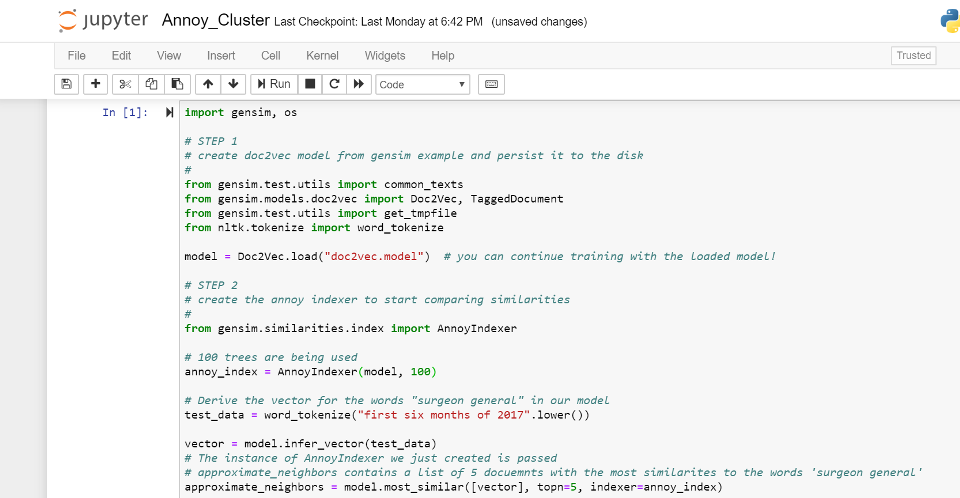 jupyter Annoy_Cluster Last Checkpoint: Last Monday at 6:42 PM (unsaved changes)
File Edit View Insert Cell Kernel Widgets Help Trusted
Run Code
In [1]: import gensim, os
# STEP 1
# create doc2vec model from gensim example and persist it to the disk
#
from gensim.test.utils import common_texts
from gensim.models.doc2vec import Doc2Vec, TaggedDocument
from gensim.test.utils import get_tmpfile
from nltk.tokenize import word_tokenize
model = Doc2Vec.load("doc2vec.model") # you can continue training with the loaded model!
# STEP 2
# create the annoy indexer to start comparing similarities
#
from gensim.similarities.index import AnnoyIndexer
# 100 trees are being used
annoy_index = AnnoyIndexer(model, 100)
# Derive the vector for the words "surgeon general" in our model
test_data = word_tokenize("first six months of 2017".lower())
vector = model.infer_vector(test_data)
# The instance of AnnoyIndexer we just created is passed
# approximate_neighbors contains a list of 5 docuemnts with the most similarites to the words 'surgeon general'
approximate_neighbors = model.most_similar([vector], topn=5, indexer=annoy_index)